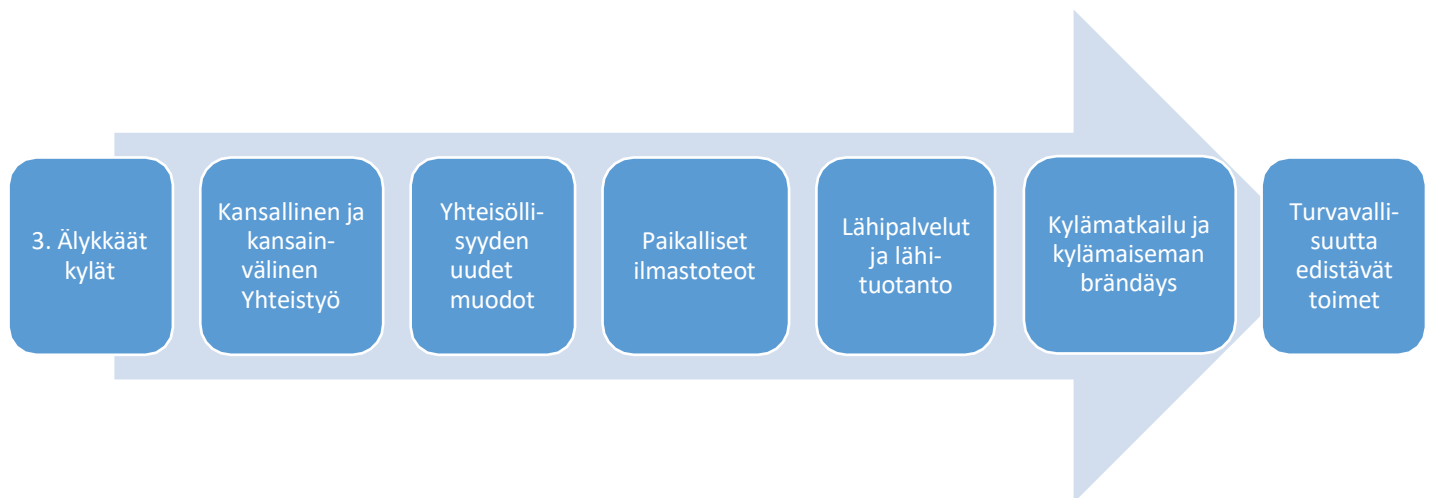 3. Älykkäät
kylät
Kansallinen ja
kansain-
välinen
Yhteistyö
Yhteisölli-
syyden
uudet
muodot
Paikalliset
ilmastoteot
Lähipalvelut
ja lähi-
tuotanto
Kylämatkailu ja
kylämaiseman
brändäys
Turvavalli-
suutta
edistävät
toimet